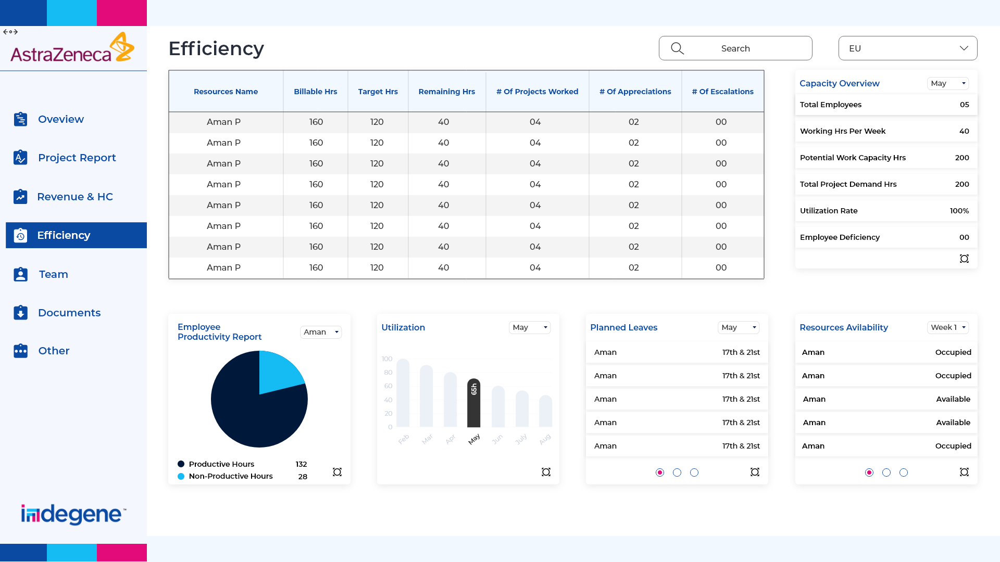 AstraZeneca
Oveview
Project Report
Revenue & HC
Efficiency
Team
Documents
Other
indegene™
Efficiency
Search
EU
Resources Name Billable Hrs Target Hrs Remaining Hrs # Of Projects Worked # Of Appreciations # Of Escalations
Aman P 160 120 40 04 02 00
Aman P 160 120 40 04 02 00
Aman P 160 120 40 04 02 00
Aman P 160 120 40 04 02 00
Aman P 160 120 40 04 02 00
Aman P 160 120 40 04 02 00
Aman P 160 120 40 04 02 00
Aman P 160 120 40 04 02 00
Capacity Overview May
Total Employees 05
Working Hrs Per Week 40
Potential Work Capacity Hrs 200
Total Project Demand Hrs 200
Utilization Rate 100%
Employee Deficiency 00
Employee
Productivity Report
Aman
Productive Hours 132
Non-Productive Hours 28
Utilization May
100
80
60
40
20
0
65h
Feb Mar Apr May Jun July Aug
Planned Leaves May
Aman 17th & 21st
Aman 17th & 21st
Aman 17th & 21st
Aman 17th & 21st
Aman 17th & 21st
Resources Avilability Week 1
Aman Occupied
Aman Occupied
Aman Available
Aman Available
Aman Occupied